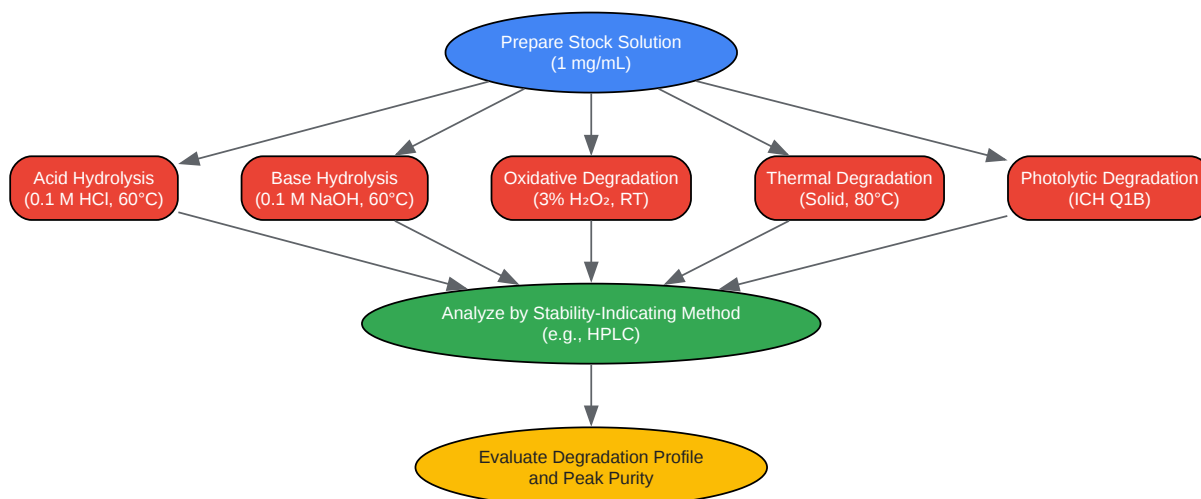 Prepare Stock Solution
(1 mg/mL)
Acid Hydrolysis
(0.1 M HCl, 60°C)
Base Hydrolysis
(0.1 M NaOH, 60°C)
Oxidative Degradation
(3% H₂O₂, RT)
Thermal Degradation
(Solid, 80°C)
Photolytic Degradation
(ICH Q1B)
Analyze by Stability-Indicating Method
(e.g., HPLC)
Evaluate Degradation Profile
and Peak Purity